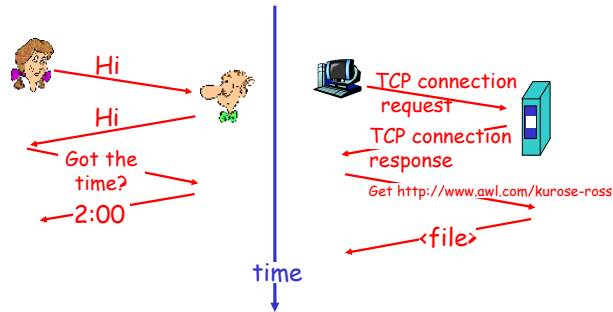 Hi
Hi
Got the
time?
2:00
TCP connection
request
TCP connection
response
Get http://www.awl.com/kurose-ross
<file>
time